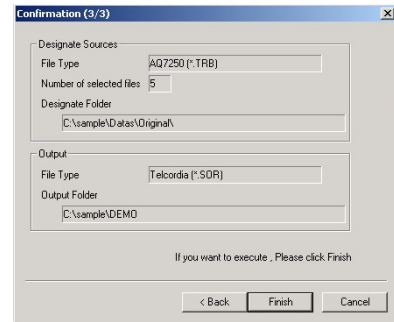 Confirmation (3/3)
Designate Sources
File Type AQ7250 (*.TRB)
Number of selected files 5
Designate Folder
C:\sample\Datas\Original\
Output
File Type Telcordia (*.SOR)
Output Folder
C:\sample\DEMO
If you want to execute , Please click Finish
< Back Finish Cancel